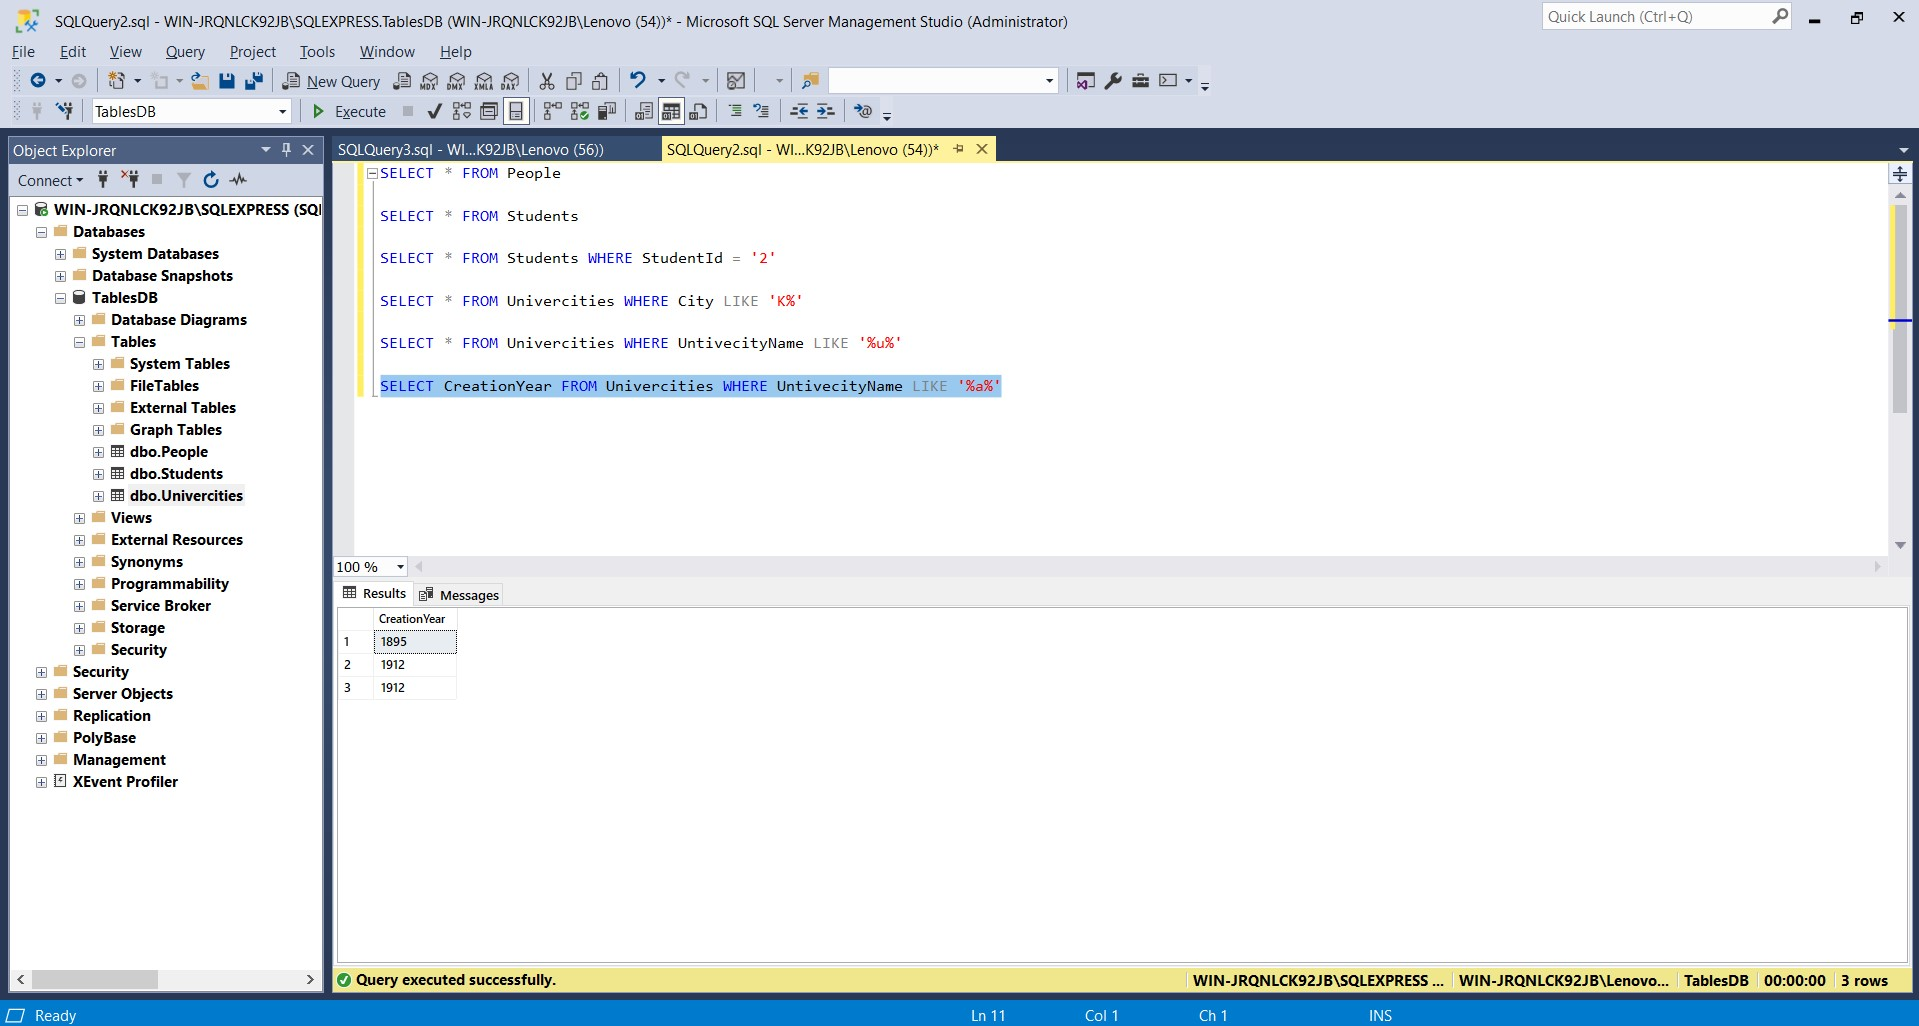 SQLQuery2.sql - WIN-JRQNLCK92JB\SQLEXPRESS.TablesDB (WIN-JRQNLCK92JB\Lenovo (54))* - Microsoft SQL Server Management Studio (Administrator)
Quick Launch (Ctrl+Q)
File Edit View Query Project Tools Window Help
New Query MDX DMX XMLA DAX
TablesDB Execute
Object Explorer
Connect
WIN-JRQNLCK92JB\SQLEXPRESS (SQl
Databases
System Databases
Database Snapshots
TablesDB
Database Diagrams
Tables
System Tables
FileTables
External Tables
Graph Tables
dbo.People
dbo.Students
dbo.Univercities
Views
External Resources
Synonyms
Programmability
Service Broker
Storage
Security
Security
Server Objects
Replication
PolyBase
Management
XEvent Profiler
SQLQuery3.sql - WI...K92JB\Lenovo (56))
SQLQuery2.sql - WI...K92JB\Lenovo (54))*
SELECT * FROM People
SELECT * FROM Students
SELECT * FROM Students WHERE StudentId = '2'
SELECT * FROM Univercities WHERE City LIKE 'K%'
SELECT * FROM Univercities WHERE UntivecityName LIKE '%u%'
SELECT CreationYear FROM Univercities WHERE UntivecityName LIKE '%a%'
100 %
Results Messages
CreationYear
1 1895
2 1912
3 1912
Query executed successfully.
WIN-JRQNLCK92JB\SQLEXPRESS ... WIN-JRQNLCK92JB\Lenovo... TablesDB 00:00:00 3 rows
Ready Ln 11 Col 1 Ch 1 INS